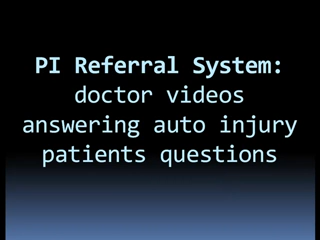 PI Referral System:
doctor videos
answering auto injury
patients questions